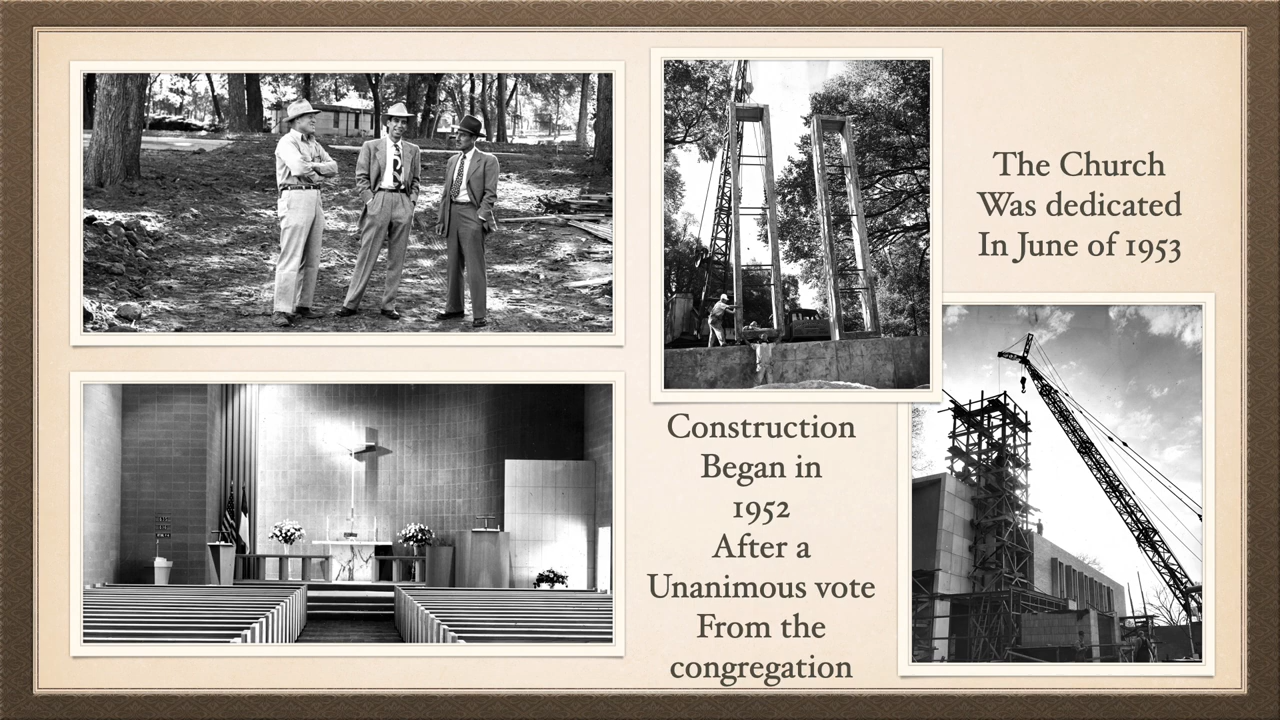 The Church
Was dedicated
In June of 1953
Construction
Began in
1952
After a
Unanimous vote
From the
congregation